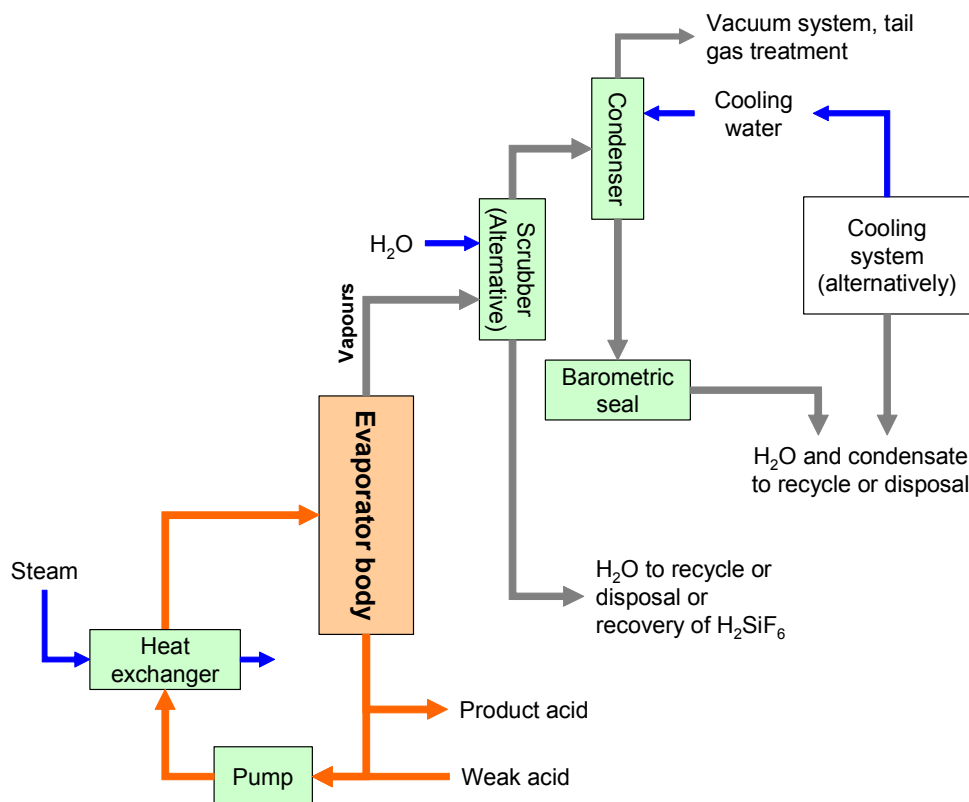 Vacuum system, tail
gas treatment
Condenser
Cooling
water
Scrubber
(Alternative)
H₂O
Cooling
system
(alternatively)
Vapours
Barometric
seal
Evaporator body
H₂O and condensate
to recycle or disposal
Steam
H₂O to recycle or
disposal or
recovery of H₂SiF₆
Heat
exchanger
Product acid
Pump
Weak acid